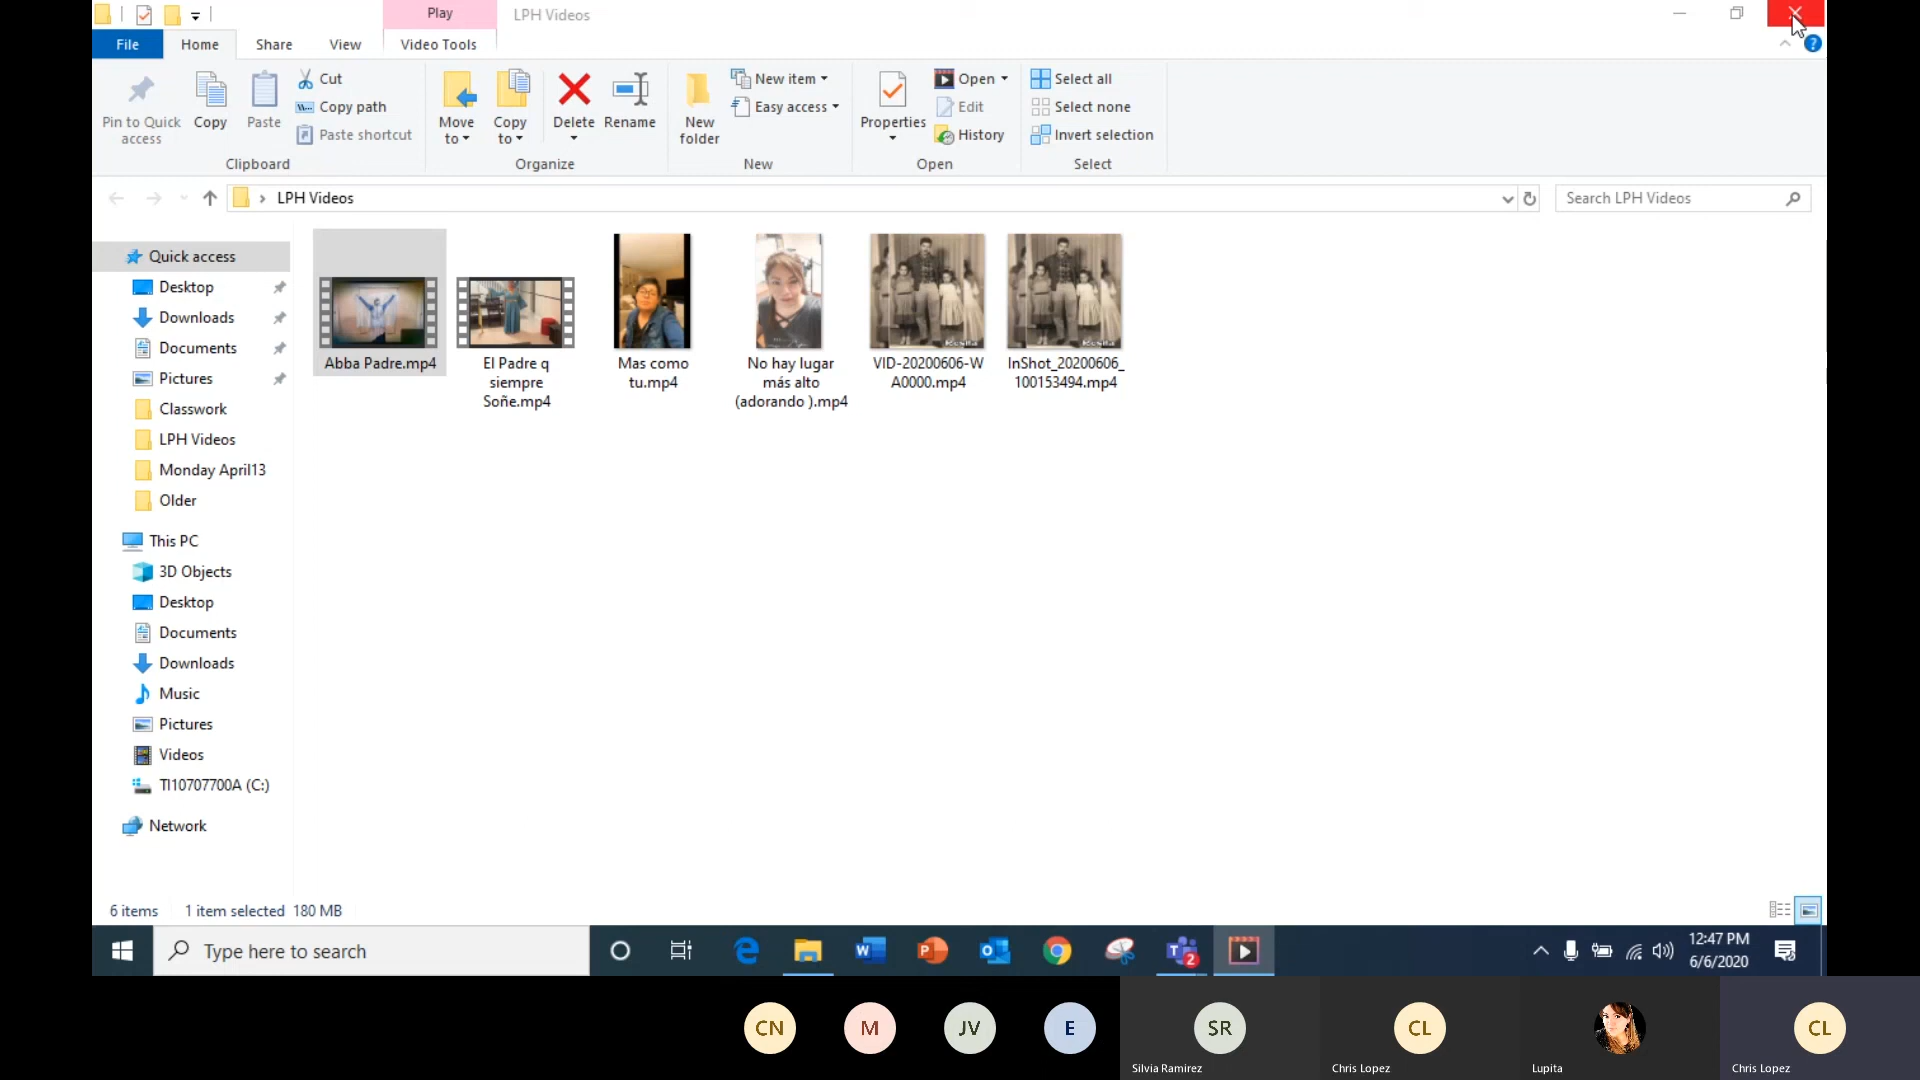 Play
LPH Videos
File
Home
Share
View
Video Tools
Pin to Quick
access
Copy
Paste
Cut
Copy path
Paste shortcut
Clipboard
Move
to
Copy
to
Delete
Rename
Organize
New
folder
New item
Easy access
New
Properties
Open
Edit
History
Open
Select all
Select none
Invert selection
Select
LPH Videos
Search LPH Videos
Quick access
Desktop
Downloads
Documents
Pictures
Classwork
LPH Videos
Monday April13
Older
This PC
3D Objects
Desktop
Documents
Downloads
Music
Pictures
Videos
TI10707700A (C:)
Network
Abba Padre.mp4
El Padre q
siempre
Soñe.mp4
Mas como
tu.mp4
No hay lugar
más alto
(adorando ).mp4
VID-20200606-W
A0000.mp4
InShot_20200606_
100153494.mp4
6 items 1 item selected 180 MB
Type here to search
2
12:47 PM
6/6/2020
CN
M
JV
E
SR
Silvia Ramirez
CL
Chris Lopez
Lupita
CL
Chris Lopez